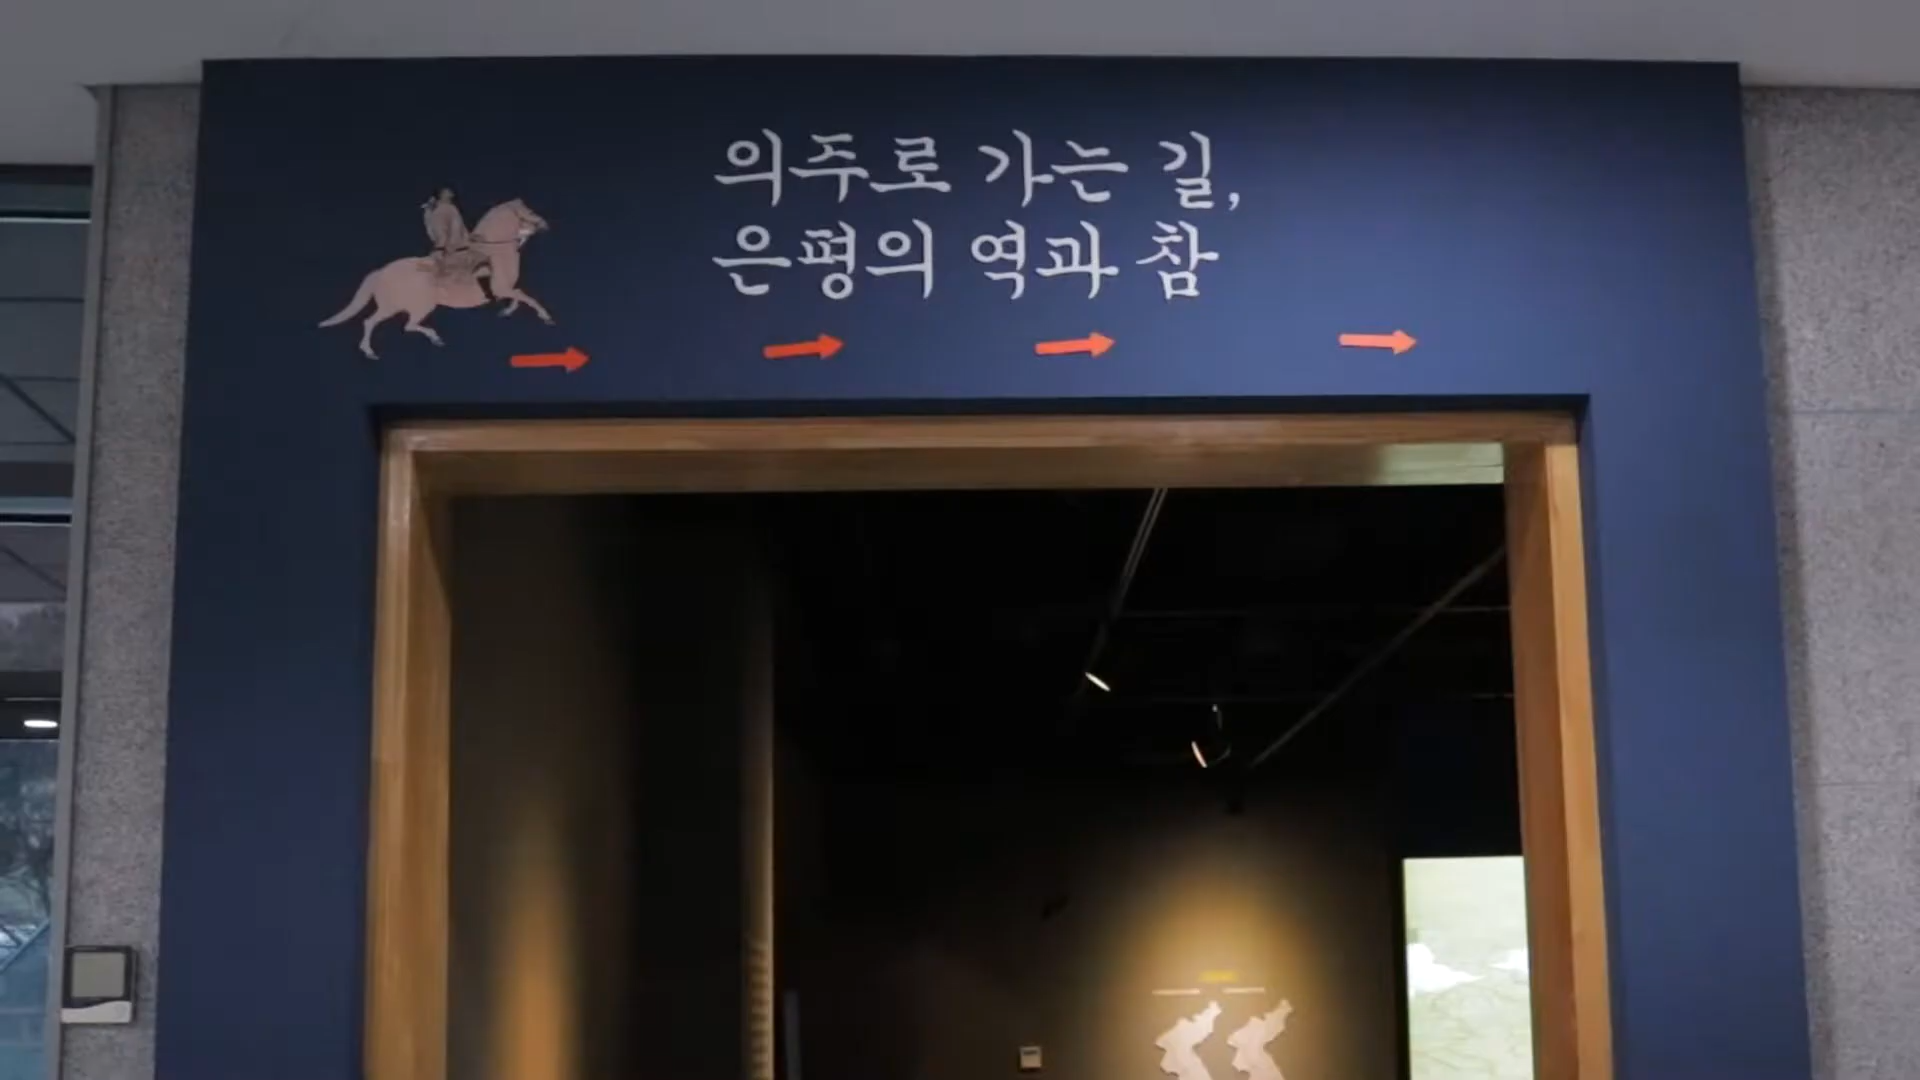 의주로 가는 길,
은평의 역과 참